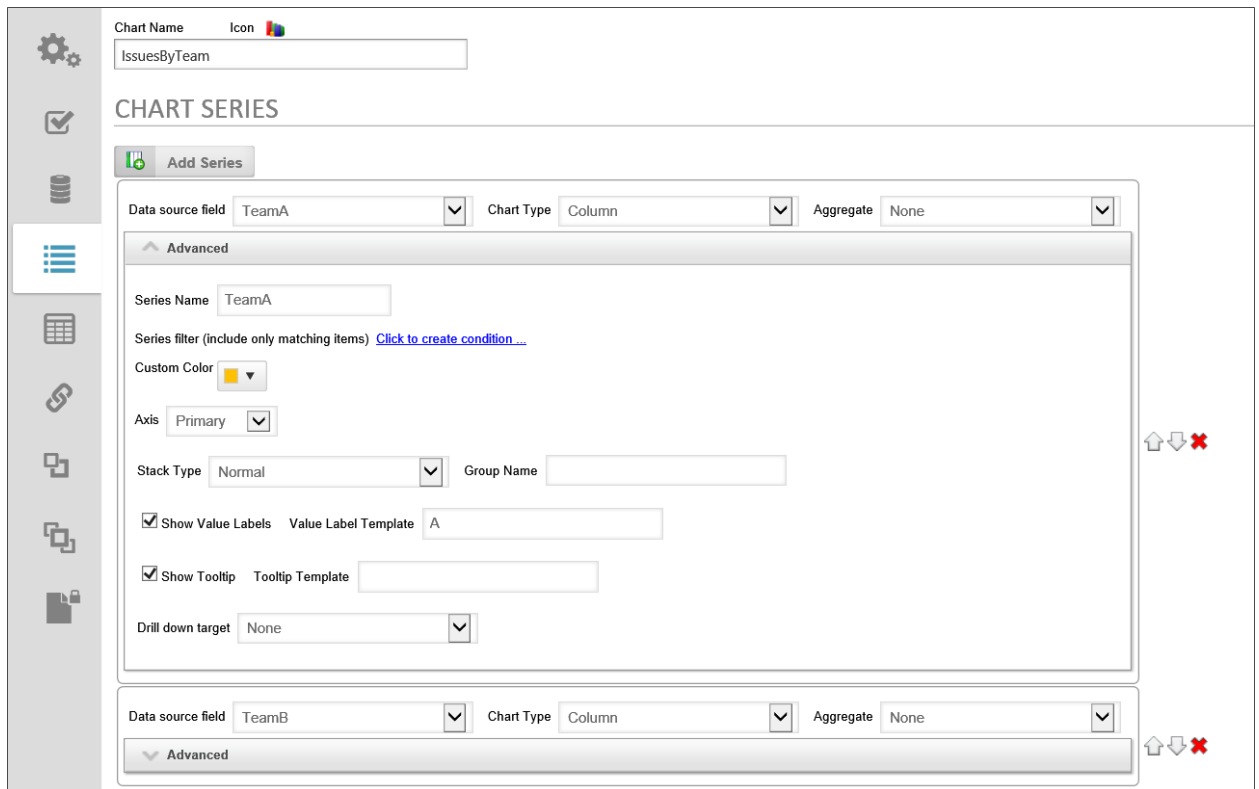 Chart Name Icon
IssuesByTeam
CHART SERIES
Add Series
Data source field TeamA Chart Type Column Aggregate None
Advanced
Series Name TeamA
Series filter (include only matching items) Click to create condition ...
Custom Color
Axis Primary
Stack Type Normal Group Name
Show Value Labels Value Label Template A
Show Tooltip Tooltip Template
Drill down target None
Data source field TeamB Chart Type Column Aggregate None
Advanced